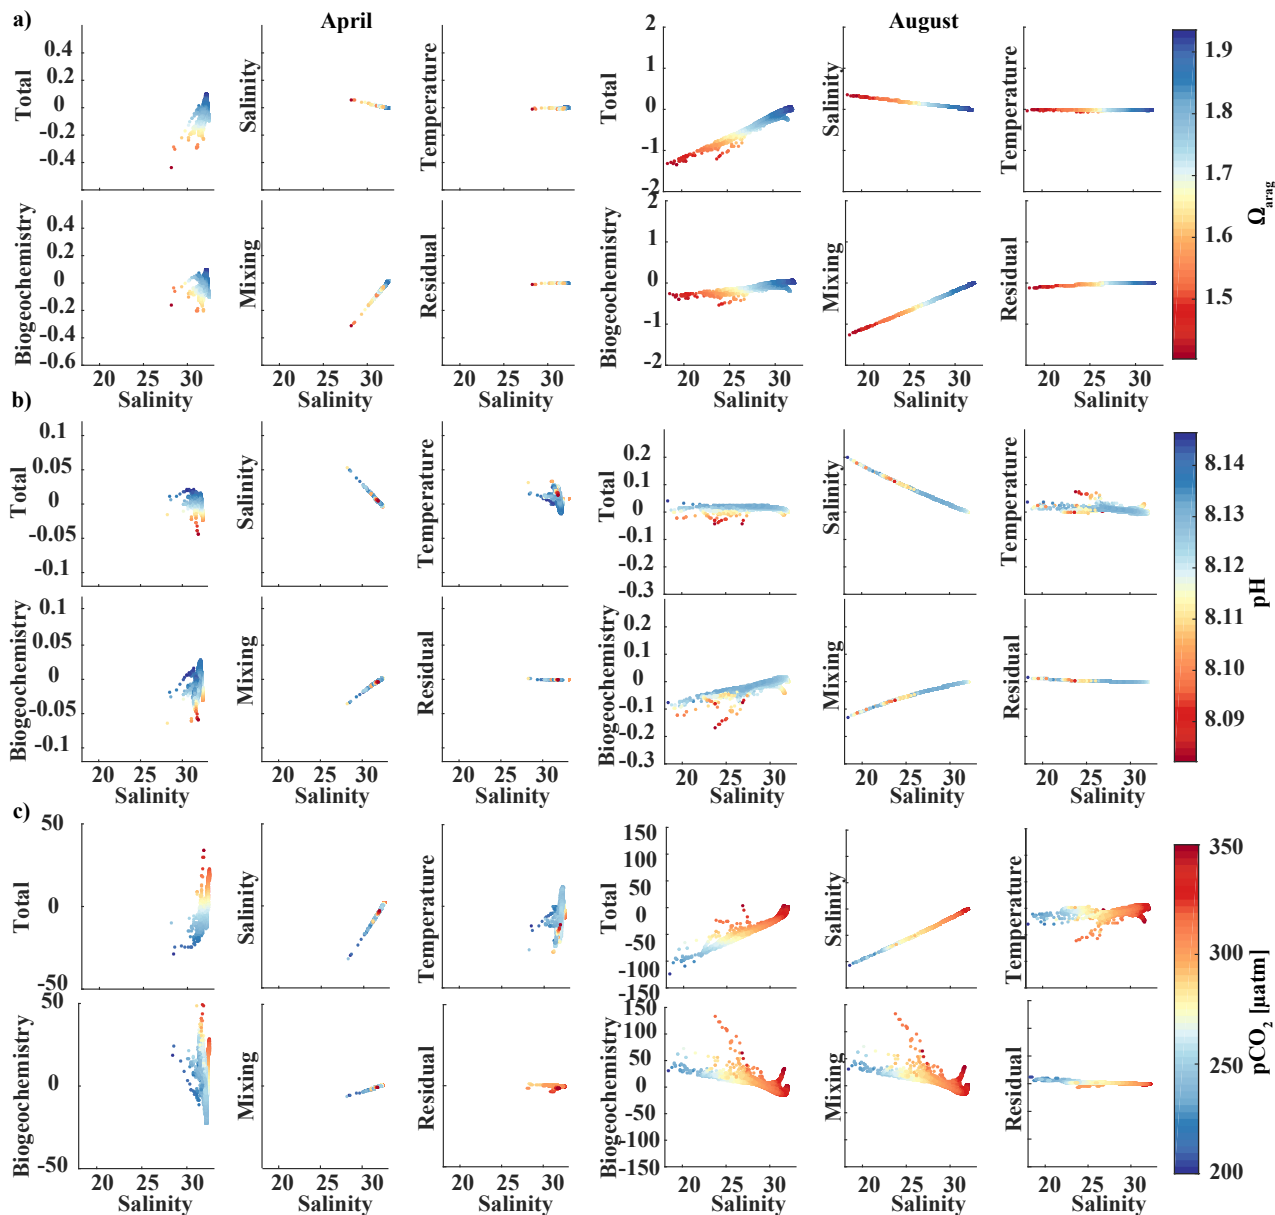 a)
April
August
0.4
0.2
0
-0.2
-0.4
Total
Salinity
Temperature
2
1
0
-1
-2
Total
Salinity
Temperature
0.4
0.2
0
-0.2
-0.4
-0.6
Biogeochemistry
Mixing
Residual
2
1
0
-1
-2
Biogeochemistry
Mixing
Residual
20 25 30
20 25 30
20 25 30
20 25 30
20 25 30
20 25 30
Salinity
Salinity
Salinity
Salinity
Salinity
Salinity
1.9
1.8
1.7
1.6
1.5
Ωarag
b)
0.1
0.05
0
-0.05
-0.1
Total
Salinity
Temperature
0.2
0.1
0
-0.1
-0.2
-0.3
Total
Salinity
Temperature
0.1
0.05
0
-0.05
-0.1
Biogeochemistry
Mixing
Residual
0.2
0.1
0
-0.1
-0.2
-0.3
Biogeochemistry
Mixing
Residual
20 25 30
20 25 30
20 25 30
20 25 30
20 25 30
20 25 30
Salinity
Salinity
Salinity
Salinity
Salinity
Salinity
8.14
8.13
8.12
8.11
8.10
8.09
pH
c)
50
0
-50
Total
Salinity
Temperature
150
100
50
0
-50
-100
-150
Total
Salinity
Temperature
50
0
-50
Biogeochemistry
Mixing
Residual
150
100
50
0
-50
-100
-150
Biogeochemistry
Mixing
Residual
20 25 30
20 25 30
20 25 30
20 25 30
20 25 30
20 25 30
Salinity
Salinity
Salinity
Salinity
Salinity
Salinity
350
300
250
200
pCO₂ [µatm]